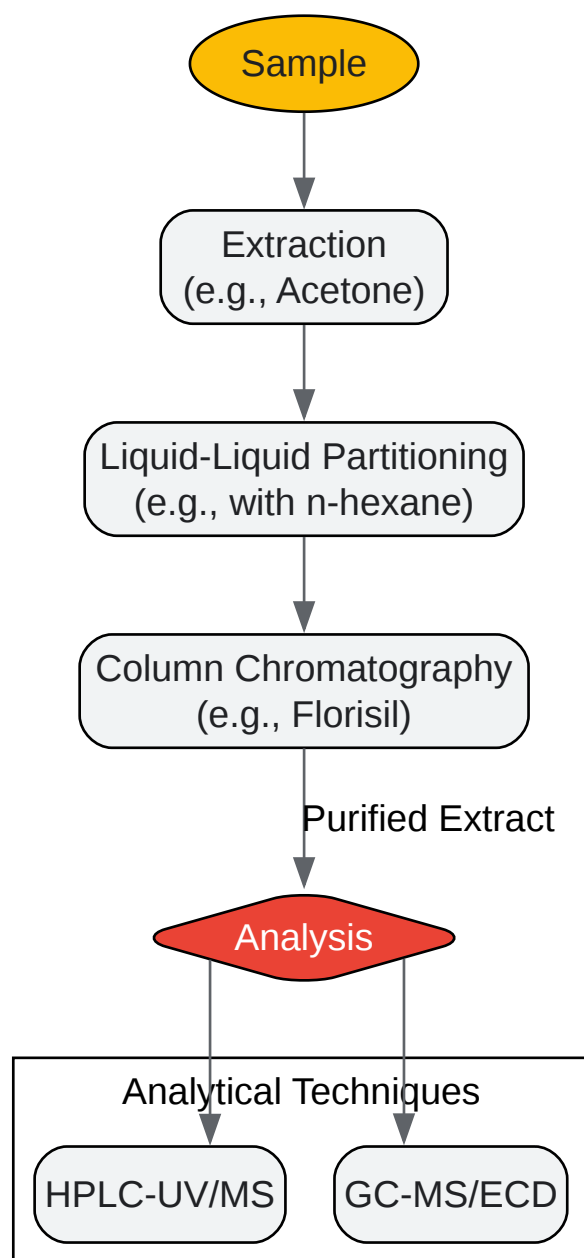 Sample
Extraction
(e.g., Acetone)
Liquid-Liquid Partitioning
(e.g., with n-hexane)
Column Chromatography
(e.g., Florisil)
Purified Extract
Analysis
Analytical Techniques
HPLC-UV/MS
GC-MS/ECD